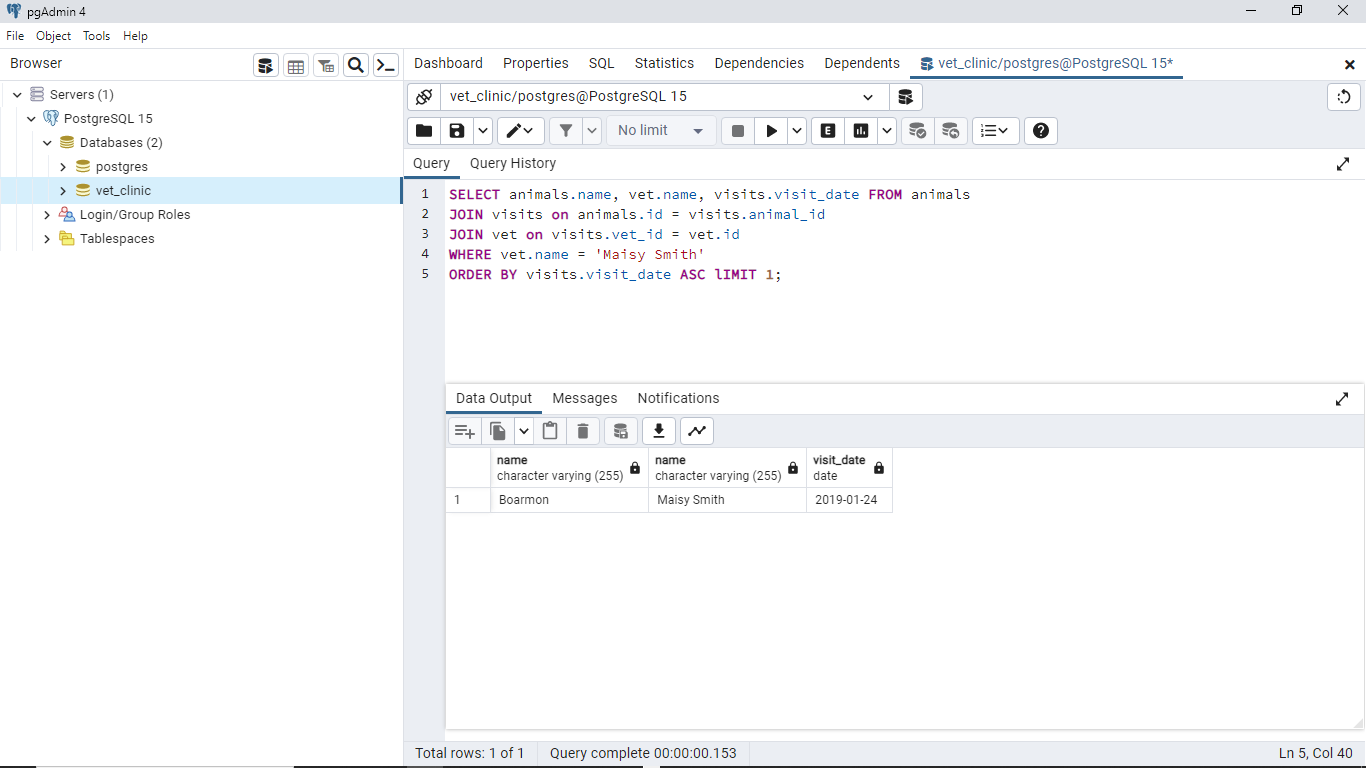 pgAdmin 4
File Object Tools Help
Browser
Dashboard Properties SQL Statistics Dependencies Dependents vet_clinic/postgres@PostgreSQL 15*
Servers (1)
PostgreSQL 15
Databases (2)
postgres
vet_clinic
Login/Group Roles
Tablespaces
vet_clinic/postgres@PostgreSQL 15
No limit
E
Query Query History
1 SELECT animals.name, vet.name, visits.visit_date FROM animals
2 JOIN visits on animals.id = visits.animal_id
3 JOIN vet on visits.vet_id = vet.id
4 WHERE vet.name = 'Maisy Smith'
5 ORDER BY visits.visit_date ASC lIMIT 1;
Data Output Messages Notifications
name name visit_date
character varying (255) character varying (255) date
1 Boarmon Maisy Smith 2019-01-24
Total rows: 1 of 1 Query complete 00:00:00.153 Ln 5, Col 40